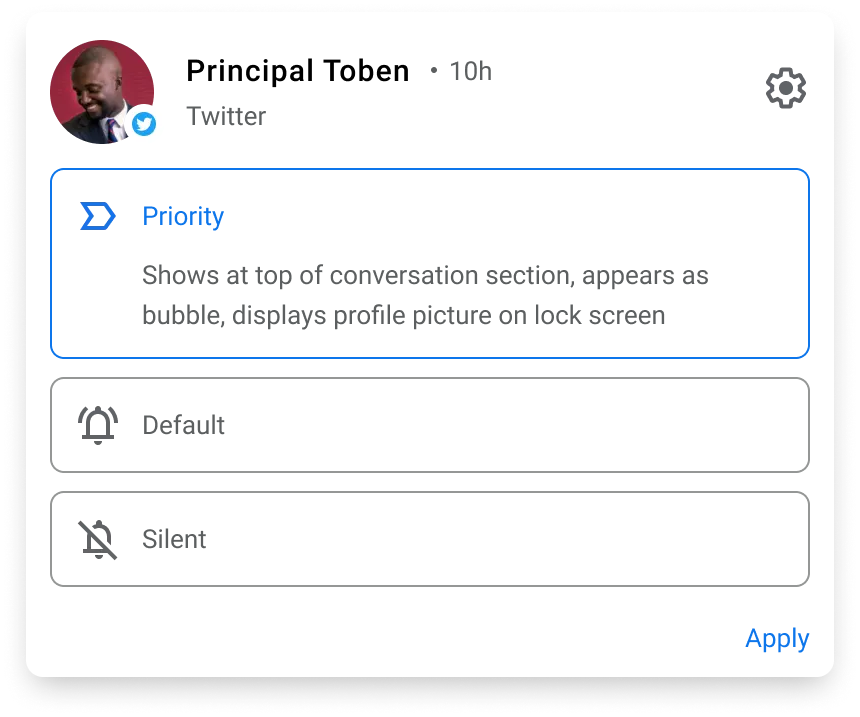 Principal Toben • 10h
Twitter
Priority
Shows at top of conversation section, appears as
bubble, displays profile picture on lock screen
Default
Silent
Apply